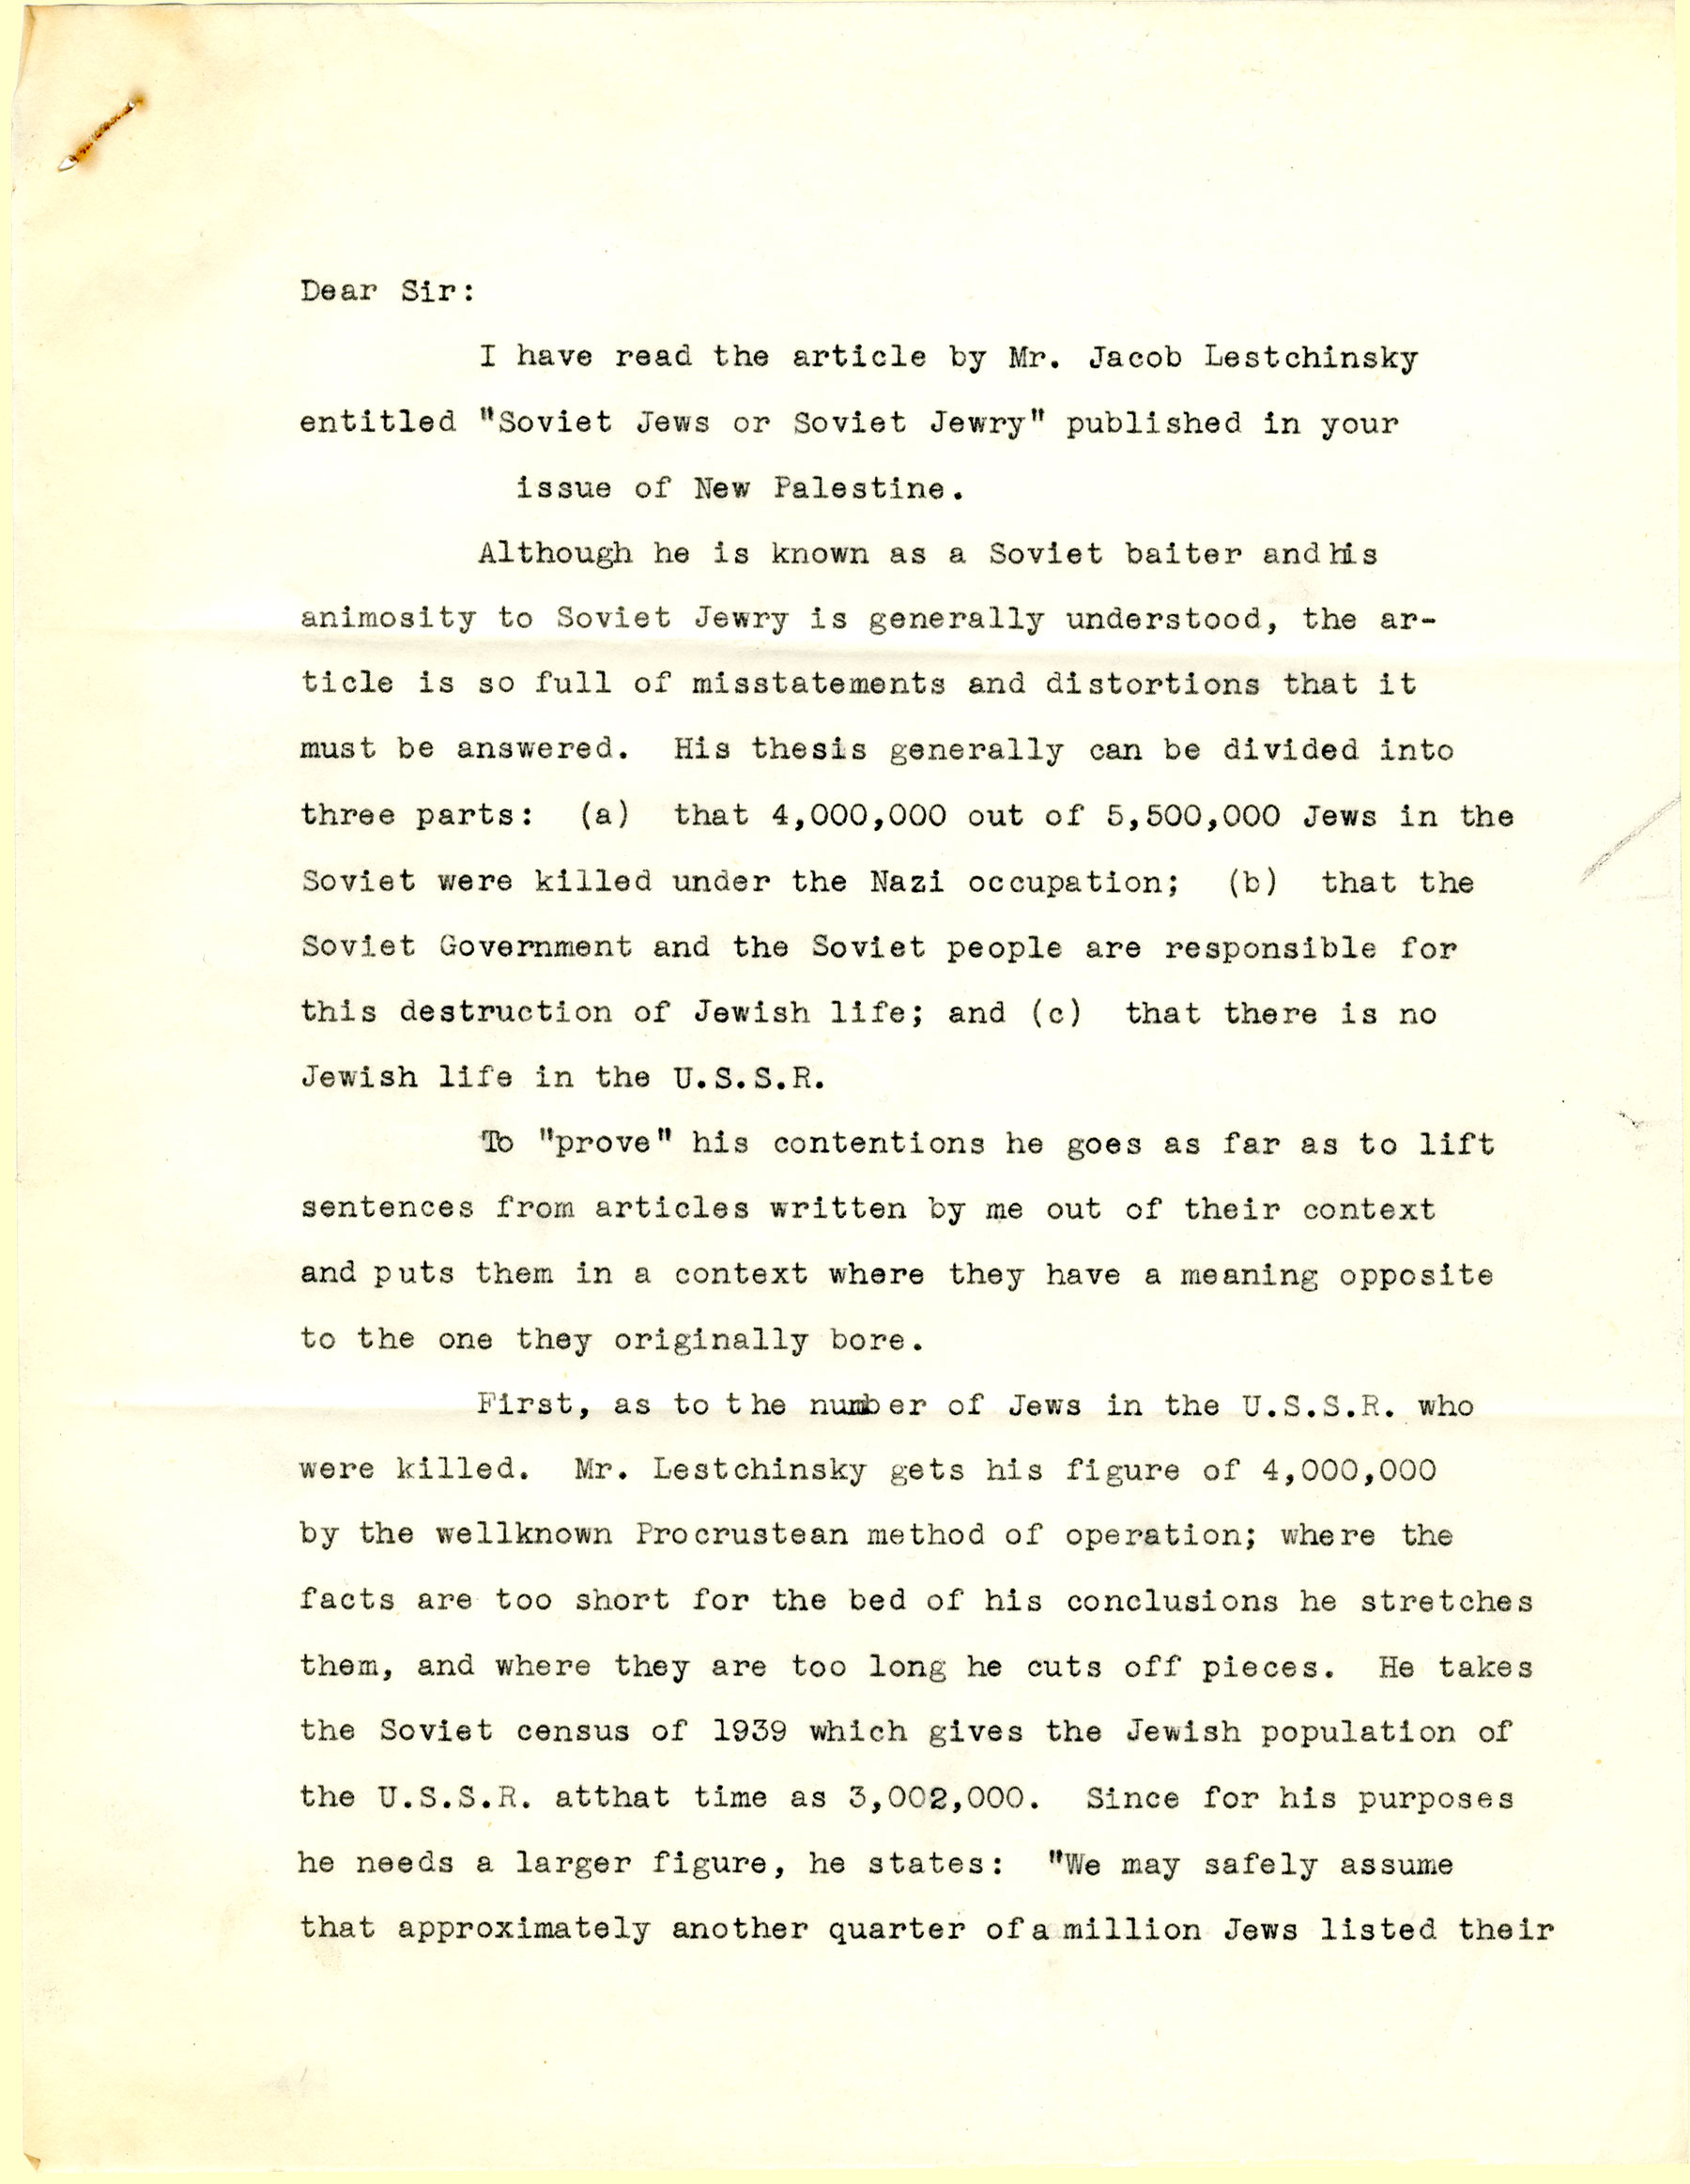 Dear Sir:
I have read the article by Mr. Jacob Lestchinsky
entitled "Soviet Jews or Soviet Jewry" published in your
issue of New Palestine.
Although he is known as a Soviet baiter and his
animosity to Soviet Jewry is generally understood, the ar-
ticle is so full of misstatements and distortions that it
must be answered. His thesis generally can be divided into
three parts: (a) that 4,000,000 out of 5,500,000 Jews in the
Soviet were killed under the Nazi occupation; (b) that the
Soviet Government and the Soviet people are responsible for
this destruction of Jewish life; and (c) that there is no
Jewish life in the U.S.S.R.
To "prove" his contentions he goes as far as to lift
sentences from articles written by me out of their context
and puts them in a context where they have a meaning opposite
to the one they originally bore.
First, as to the number of Jews in the U.S.S.R. who
were killed. Mr. Lestchinsky gets his figure of 4,000,000
by the wellknown Procrustean method of operation; where the
facts are too short for the bed of his conclusions he stretches
them, and where they are too long he cuts off pieces. He takes
the Soviet census of 1939 which gives the Jewish population of
the U.S.S.R. atthat time as 3,002,000. Since for his purposes
he needs a larger figure, he states: "We may safely assume
that approximately another quarter of a million Jews listed their